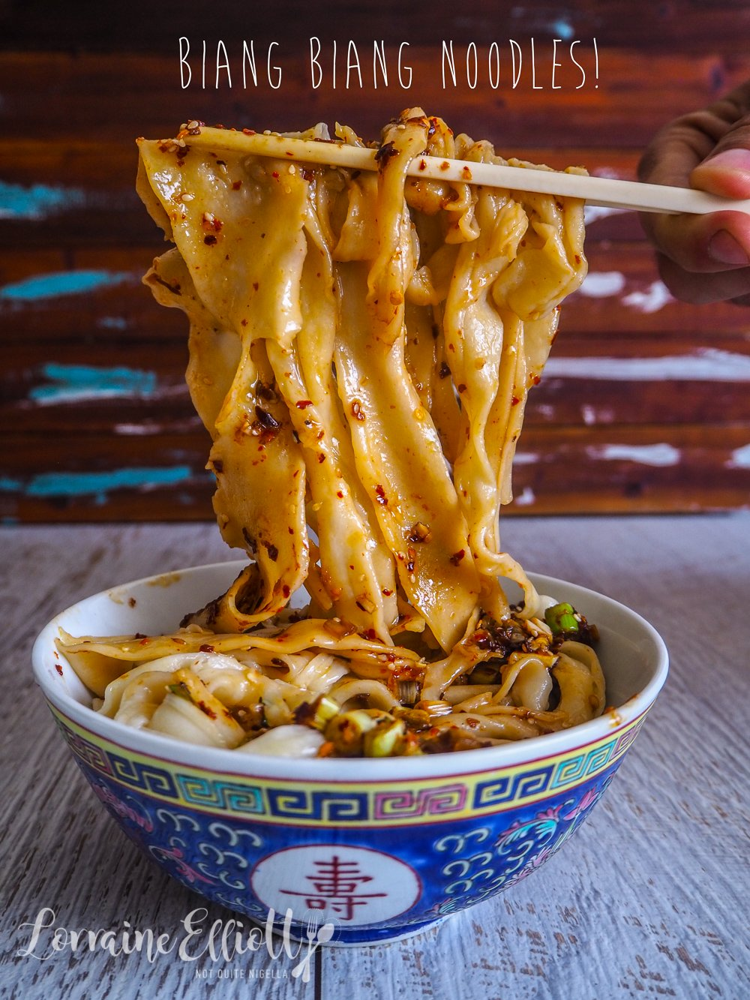 BIANG BIANG NOODLES!
壽
Lorraine Elliott
NOT QUITE NIGELLA